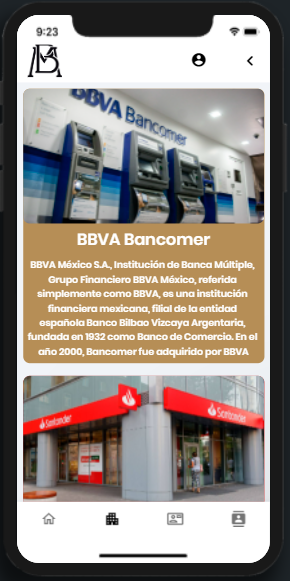 9:23
BBVA Bancomer
BBVA Bancomer
BBVA México S.A., Institución de Banca Múltiple,
Grupo Financiero BBVA México, referida
simplemente como BBVA, es una institución
financiera mexicana, filial de la entidad
española Banco Bilbao Vizcaya Argentaria,
fundada en 1932 como Banco de Comercio. En el
año 2000, Bancomer fue adquirido por BBVA
Santander
Santander